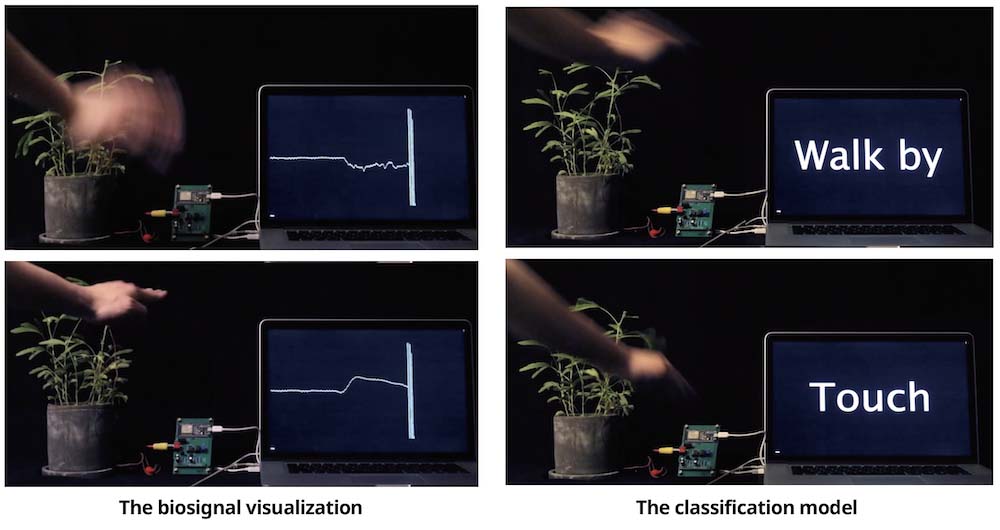 Walk by
Touch
The biosignal visualization
The classification model